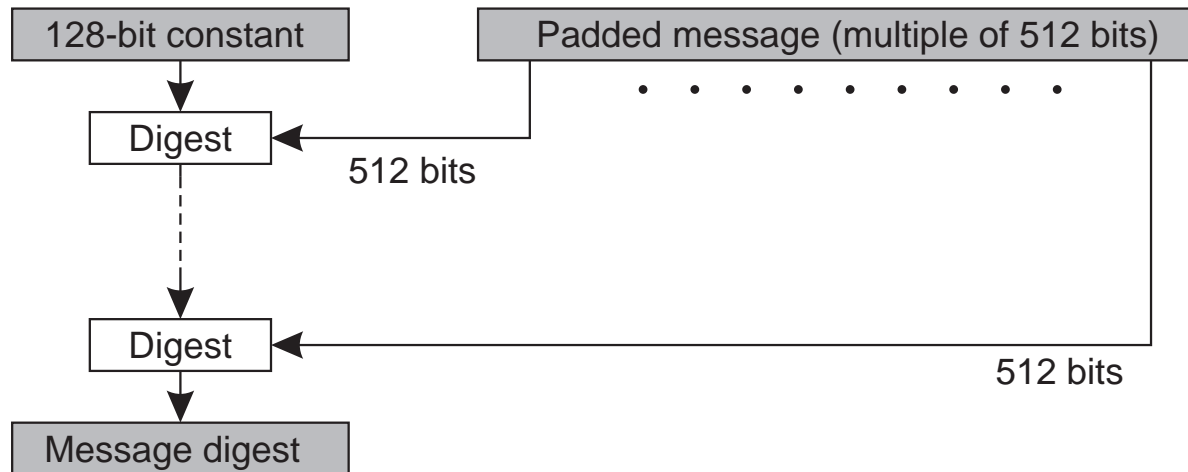 128-bit constant
Padded message (multiple of 512 bits)
Digest
512 bits
Digest
512 bits
Message digest